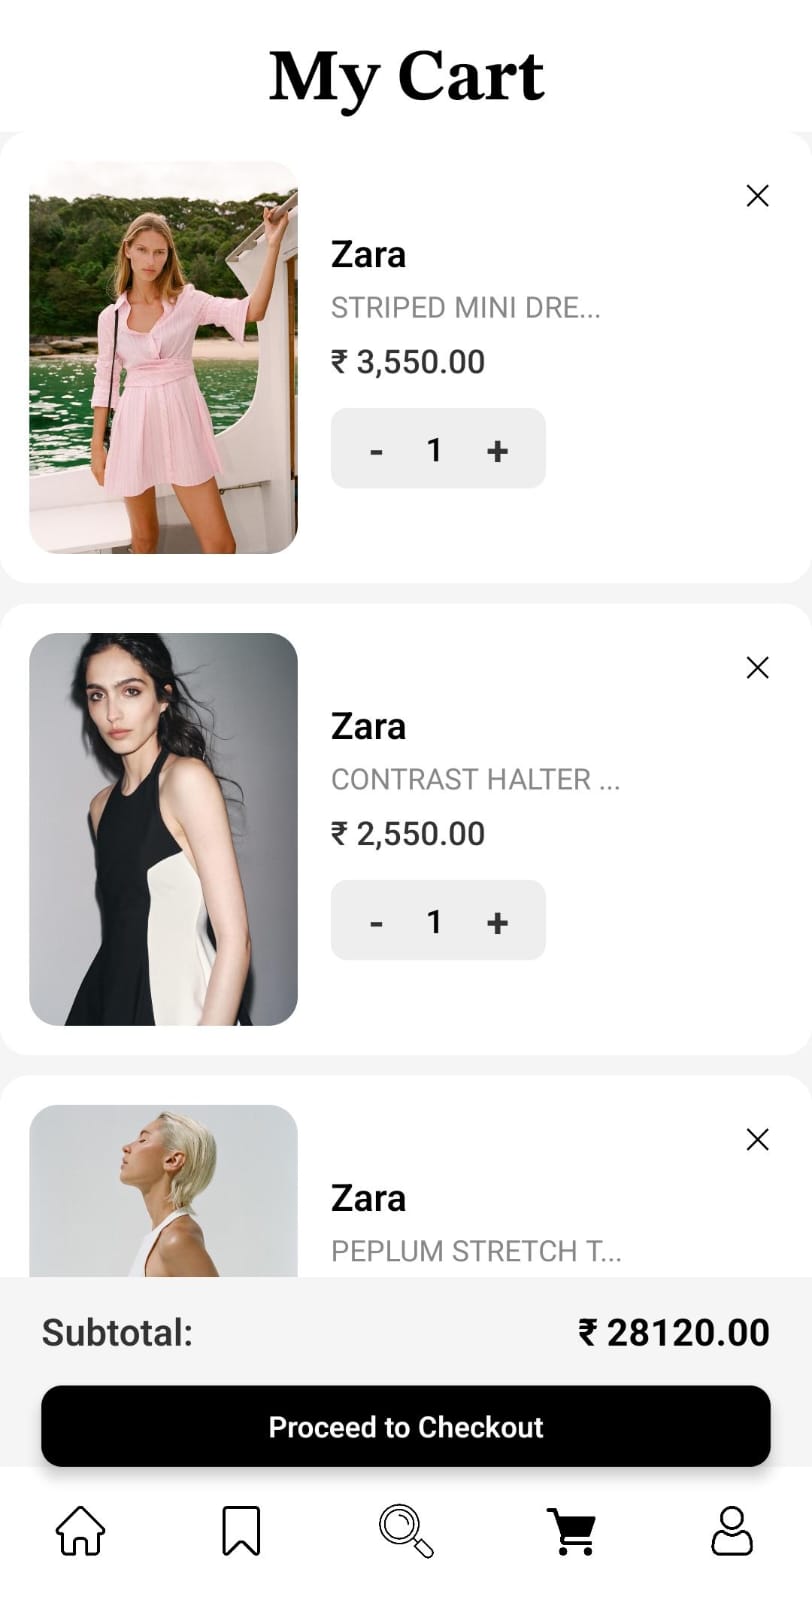 My Cart
Zara
STRIPED MINI DRE...
₹ 3,550.00
- 1 +
Zara
CONTRAST HALTER ...
₹ 2,550.00
- 1 +
Zara
PEPLUM STRETCH T...
Subtotal: ₹ 28120.00
Proceed to Checkout